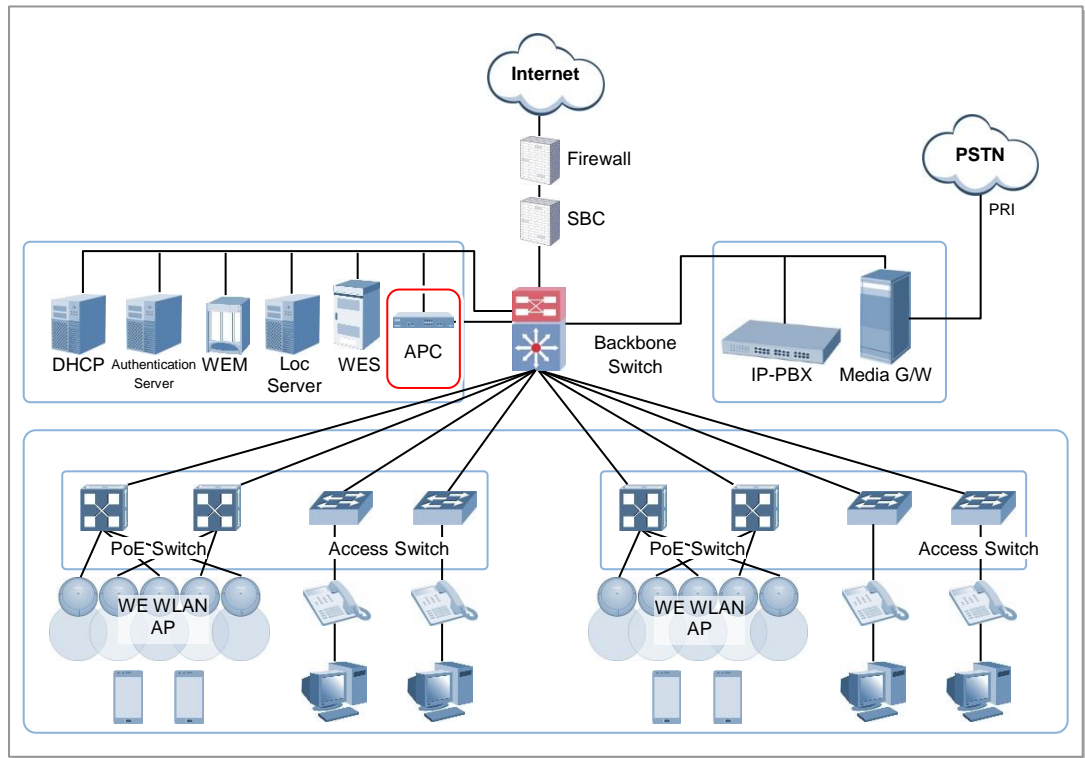 Internet
Firewall
PSTN
SBC
PRI
DHCP
Authentication
Server
WEM
Loc
Server
WES
APC
Backbone
Switch
IP-PBX
Media G/W
PoE Switch
Access Switch
PoE Switch
Access Switch
WE WLAN
AP
WE WLAN
AP